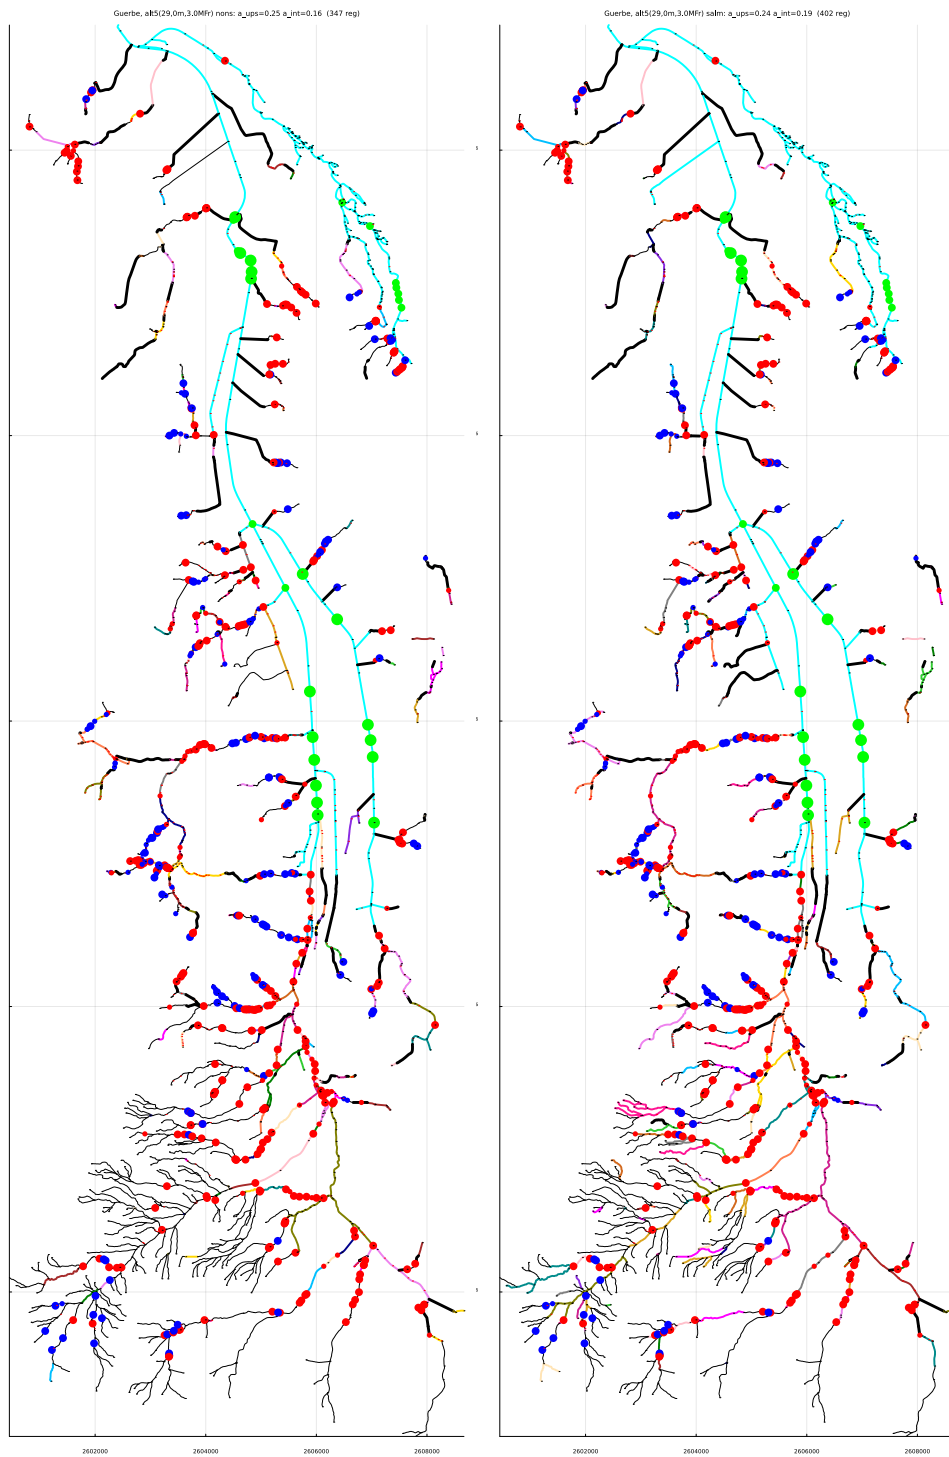 Guerbe, alt5(29,0m,3.0MFr) nons: a_ups=0.25 a_int=0.16 (347 reg)
Guerbe, alt5(29,0m,3.0MFr) salm: a_ups=0.24 a_int=0.19 (402 reg)
2602000 2604000 2606000 2608000
2602000 2604000 2606000 2608000